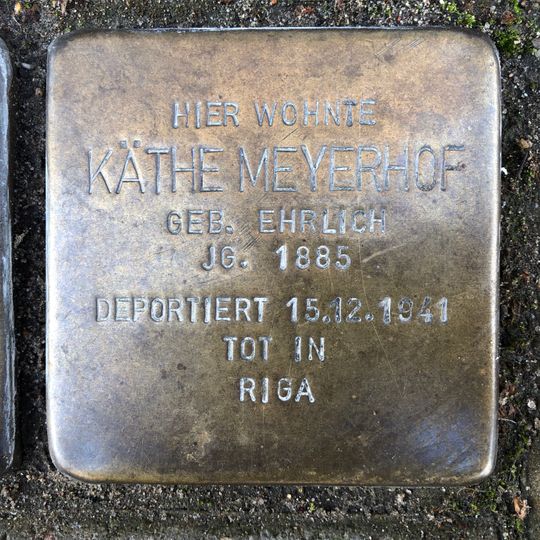 HIER WOHNTE
KÄTHE MEYERHOF
GEB. EHRLICH
JG. 1885
DEPORTIERT 15.12.1941
TOT IN
RIGA